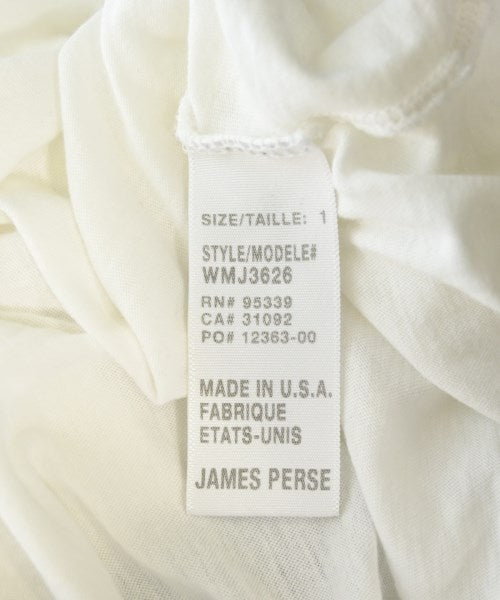 SIZE/TAILLE: 1
STYLE/MODELE#
WMJ3626
RN# 95339
CA# 31092
PO# 12363-00
MADE IN U.S.A.
FABRIQUE
ETATS-UNIS
JAMES PERSE